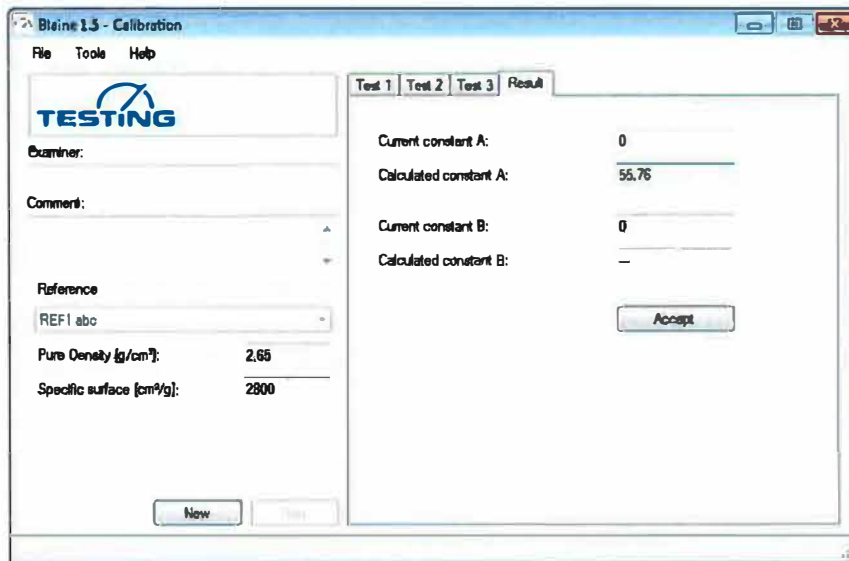 Blaine 1.5 - Calibration
File Tools Help
TESTING
Examiner:
Comment:
Reference
REF1 abc
Pure Density [g/cm³]: 2,65
Specific surface [cm²/g]: 2800
New
Test 1 Test 2 Test 3 Result
Current constant A: 0
Calculated constant A: 55,76
Current constant B: 0
Calculated constant B: —
Accept